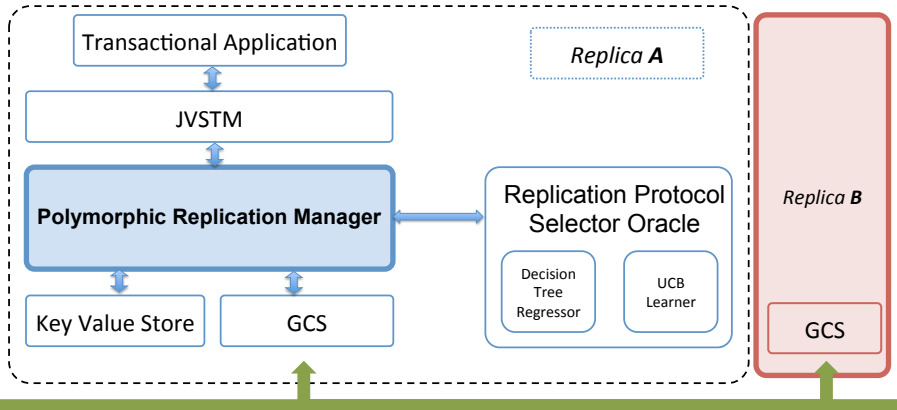 Transactional Application
Replica A
JVSTM
Polymorphic Replication Manager
Replication Protocol
Selector Oracle
Decision
Tree
Regressor
UCB
Learner
Key Value Store
GCS
Replica B
GCS